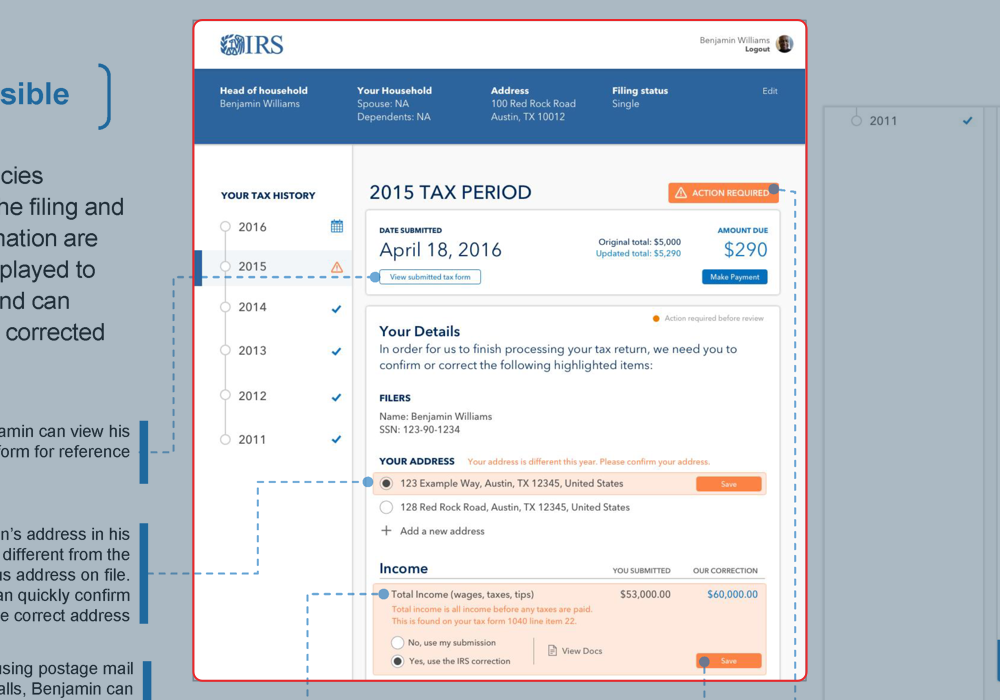 sible
cies
he filing and
nation are
played to
nd can
corrected
amin can view his
form for reference
n's address in his
different from the
us address on file.
an quickly confirm
e correct address
using postage mail
alls, Benjamin can
IRS
Benjamin Williams
Logout
Head of household
Benjamin Williams
Your Household
Spouse: NA
Dependents: NA
Address
100 Red Rock Road
Austin, TX 10012
Filing status
Single
Edit
YOUR TAX HISTORY
2016
2015
2014
2013
2012
2011
2015 TAX PERIOD
ACTION REQUIRED
DATE SUBMITTED
April 18, 2016
View submitted tax form
Original total: $5,000
Updated total: $5,290
AMOUNT DUE
$290
Make Payment
Action required before review
Your Details
In order for us to finish processing your tax return, we need you to
confirm or correct the following highlighted items:
FILERS
Name: Benjamin Williams
SSN: 123-90-1234
YOUR ADDRESS Your address is different this year. Please confirm your address.
123 Example Way, Austin, TX 12345, United States Save
128 Red Rock Road, Austin, TX 12345, United States
+ Add a new address
Income YOU SUBMITTED OUR CORRECTION
Total Income (wages, taxes, tips) $53,000.00 $60,000.00
Total income is all income before any taxes are paid.
This is found on your tax form 1040 line item 22.
No, use my submission
Yes, use the IRS correction
View Docs
Save
2011